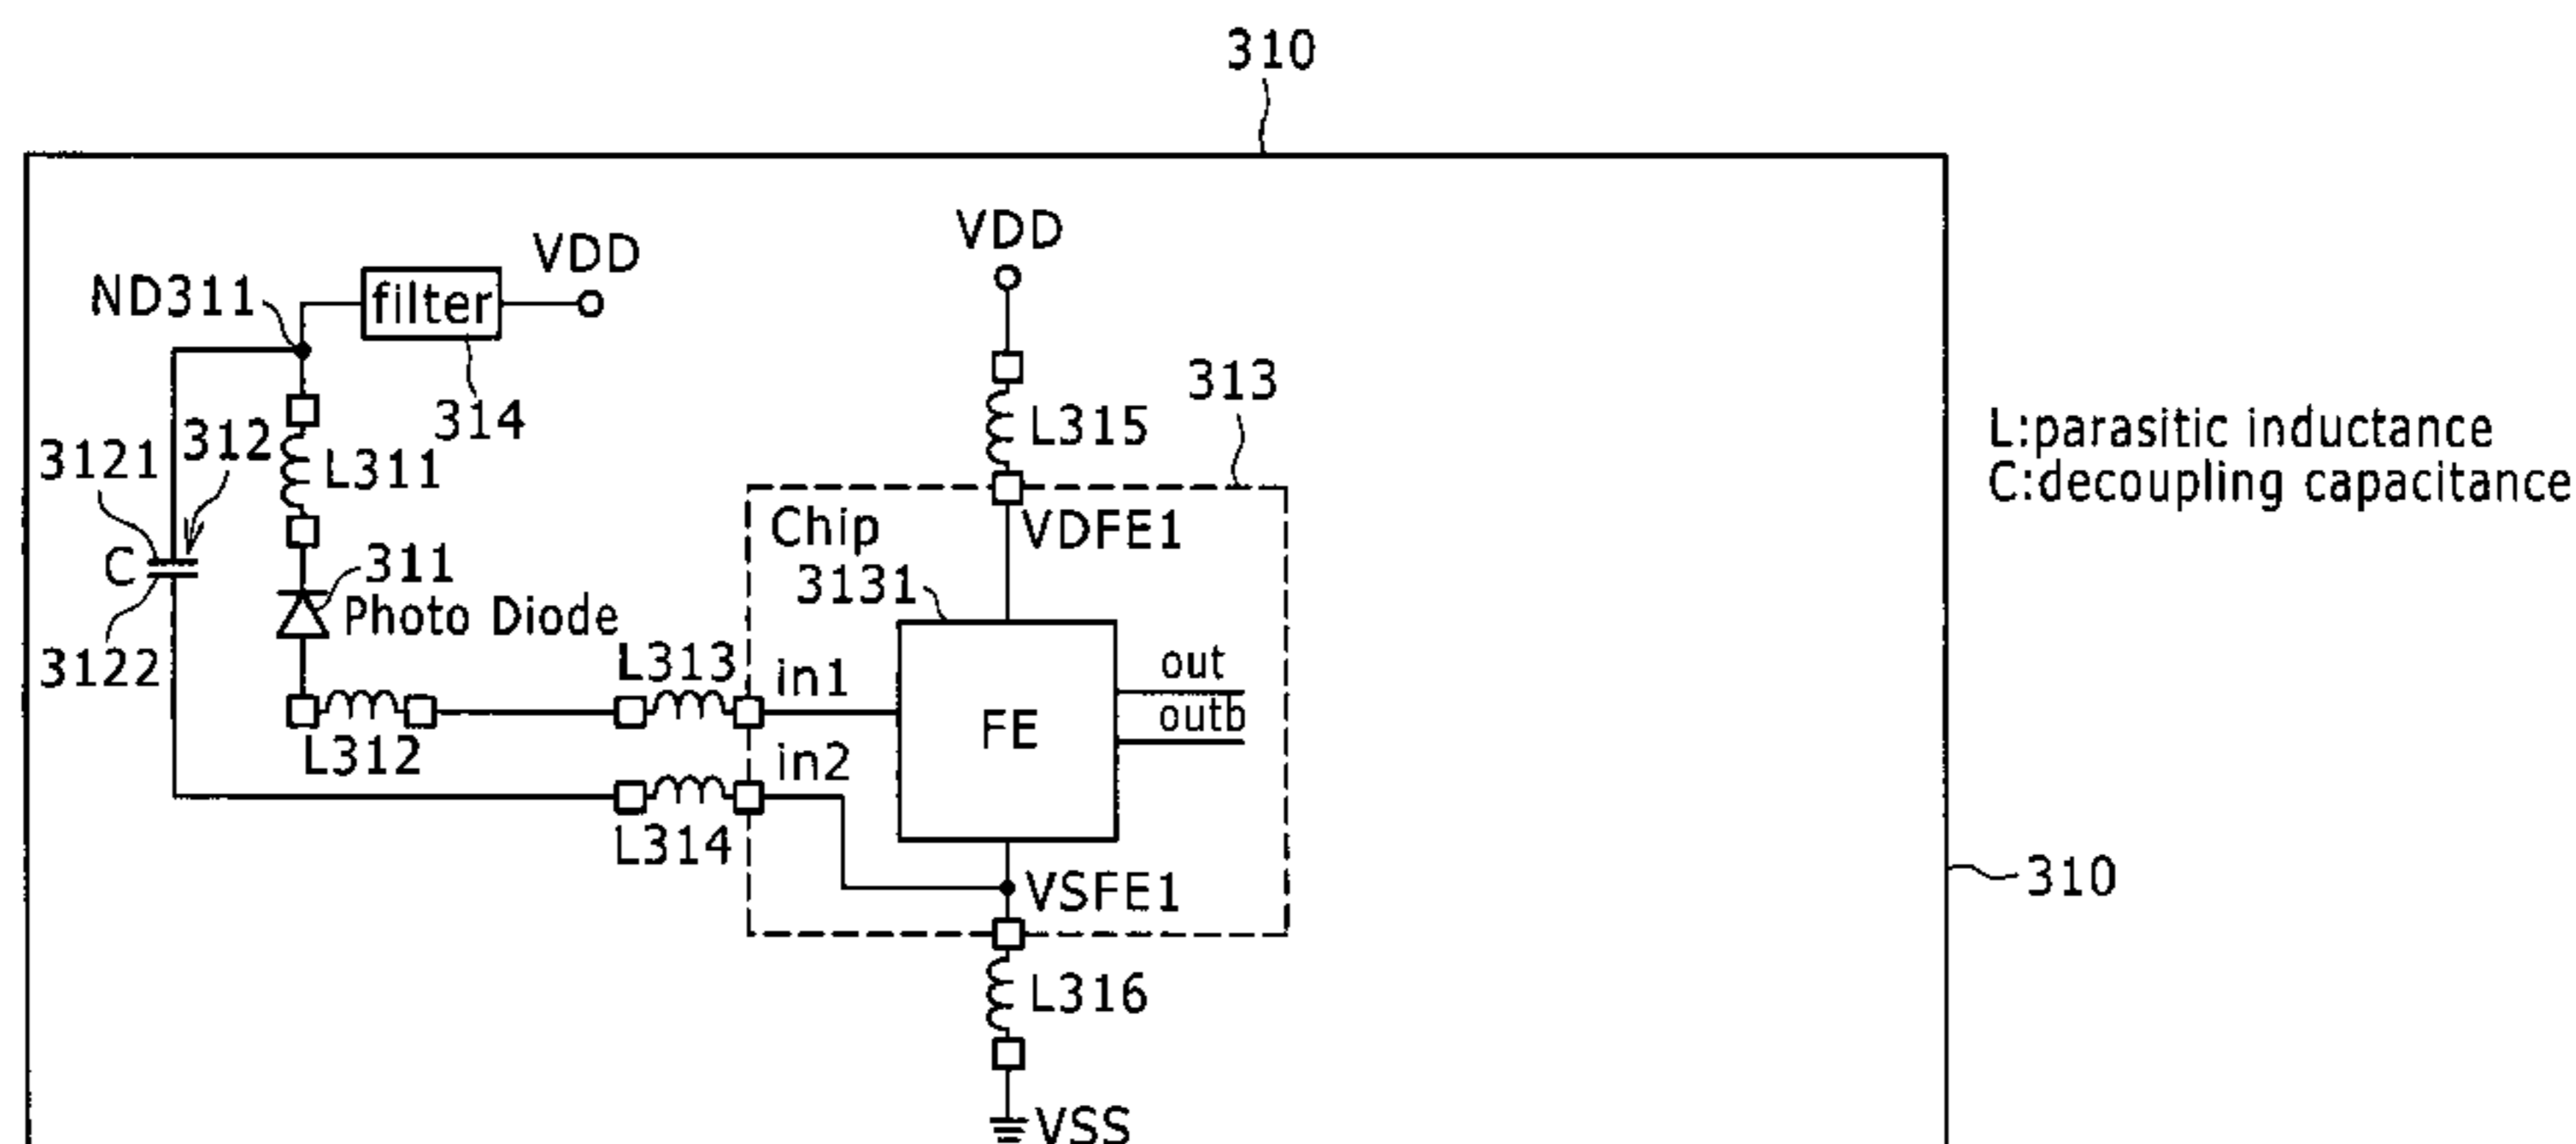 310
VDD
VDD
ND311
filter
314
313
L315
L:parasitic inductance
C:decoupling capacitance
3121
312
L311
Chip
VDFE1
C
311
3131
Photo Diode
3122
L313
in1
out
FE
outb
L312
in2
L314
310
VSFE1
L316
VSS